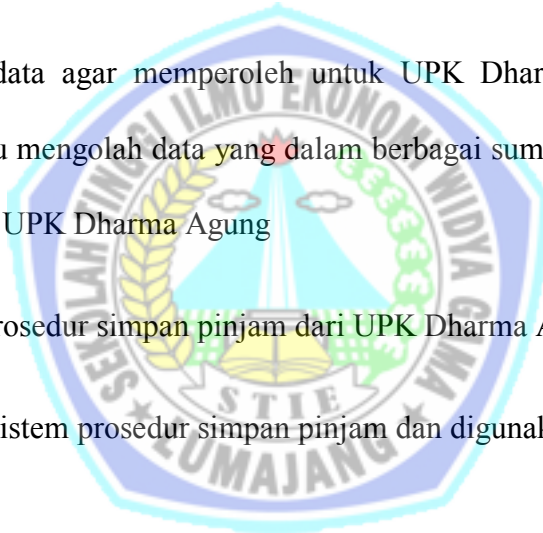 data agar memperoleh untuk UPK Dhar
u mengolah data yang dalam berbagai sum
UPK Dharma Agung
rosedur simpan pinjam dari UPK Dharma A
istem prosedur simpan pinjam dan digunak
SEKOLAH TINGGI ILMU EKONOMI WIDYA GAMA
STIE
LUMAJANG